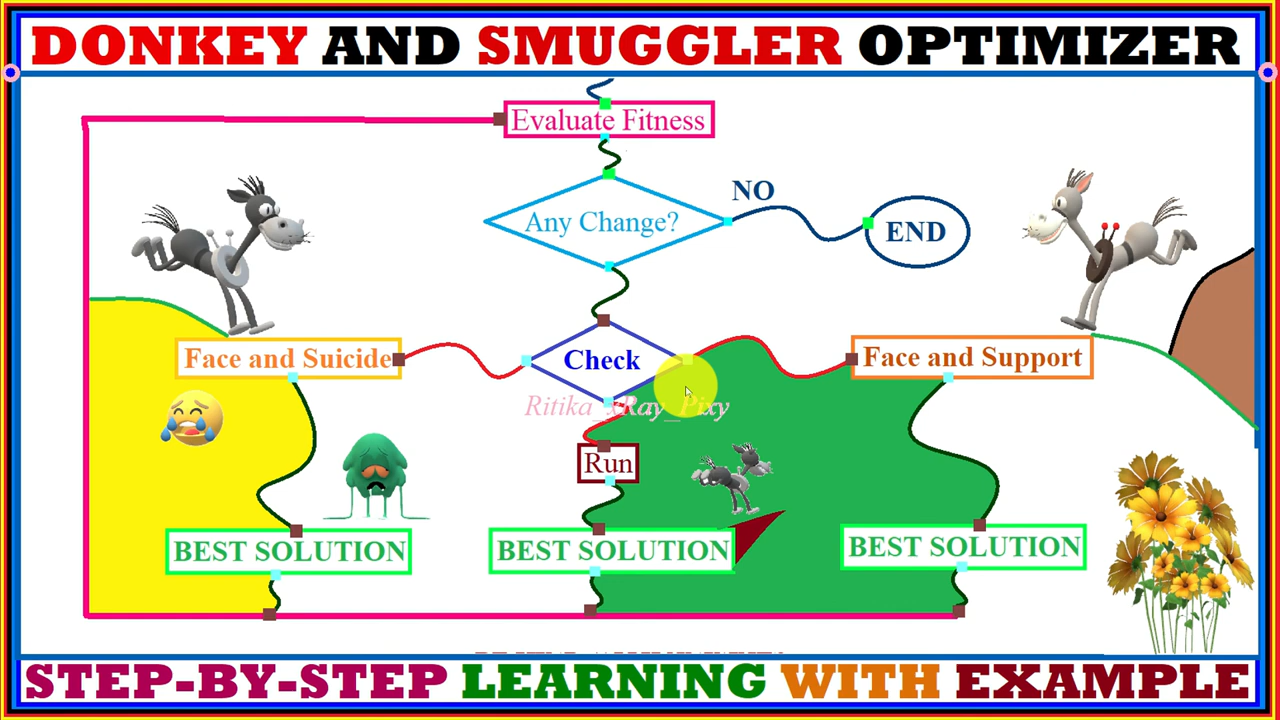 DONKEY AND SMUGGLER OPTIMIZER
Evaluate Fitness
NO
Any Change?
END
Face and Suicide
Check
Face and Support
Ritika_xRay_Pixy
Run
BEST SOLUTION
BEST SOLUTION
BEST SOLUTION
STEP-BY-STEP LEARNING WITH EXAMPLE